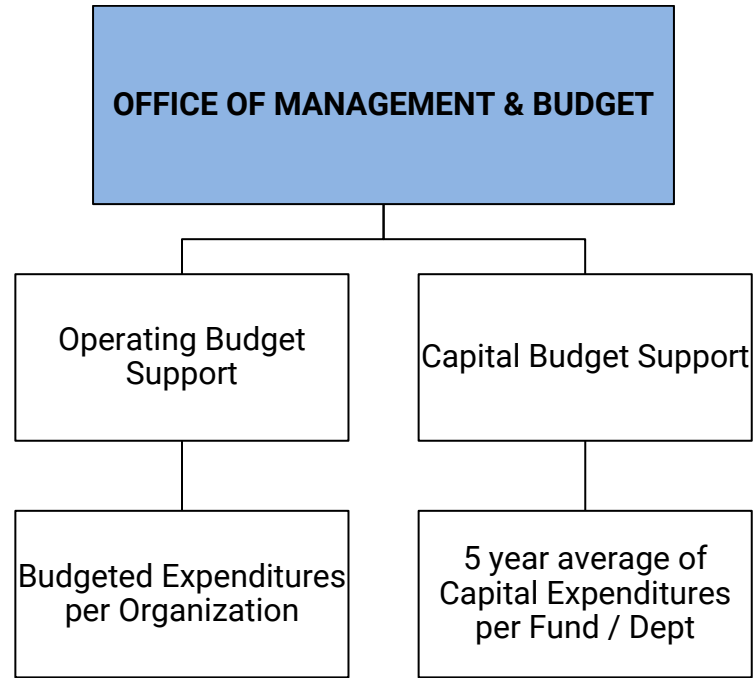 OFFICE OF MANAGEMENT & BUDGET
Operating Budget
Support
Capital Budget Support
Budgeted Expenditures
per Organization
5 year average of
Capital Expenditures
per Fund / Dept